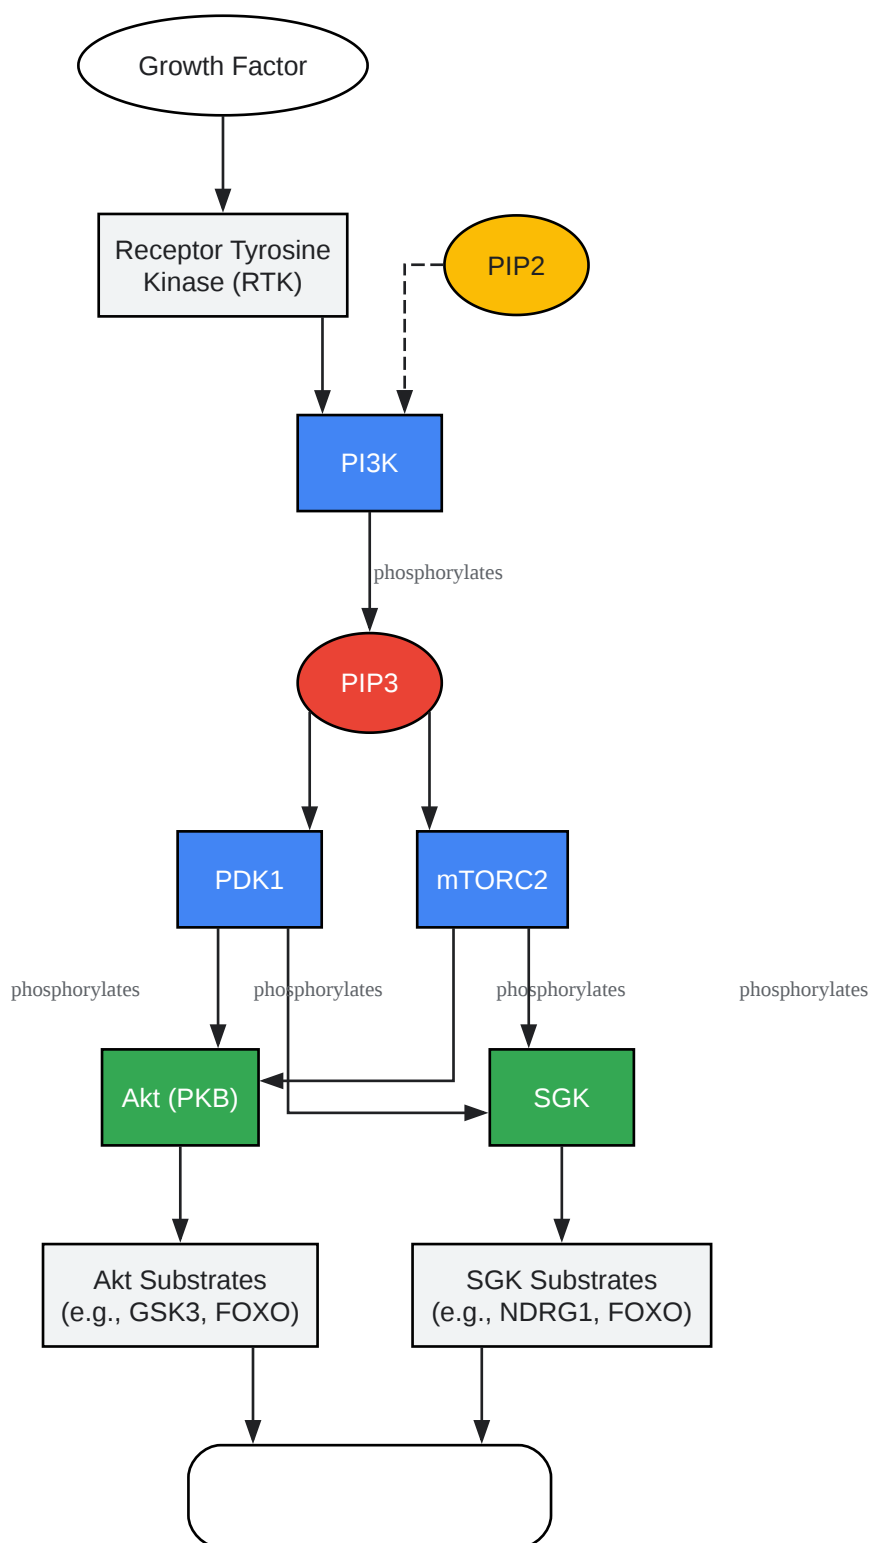 Growth Factor
Receptor Tyrosine
Kinase (RTK)
PIP2
PI3K
phosphorylates
PIP3
PDK1
mTORC2
phosphorylates
phosphorylates
phosphorylates
phosphorylates
Akt (PKB)
SGK
Akt Substrates
(e.g., GSK3, FOXO)
SGK Substrates
(e.g., NDRG1, FOXO)